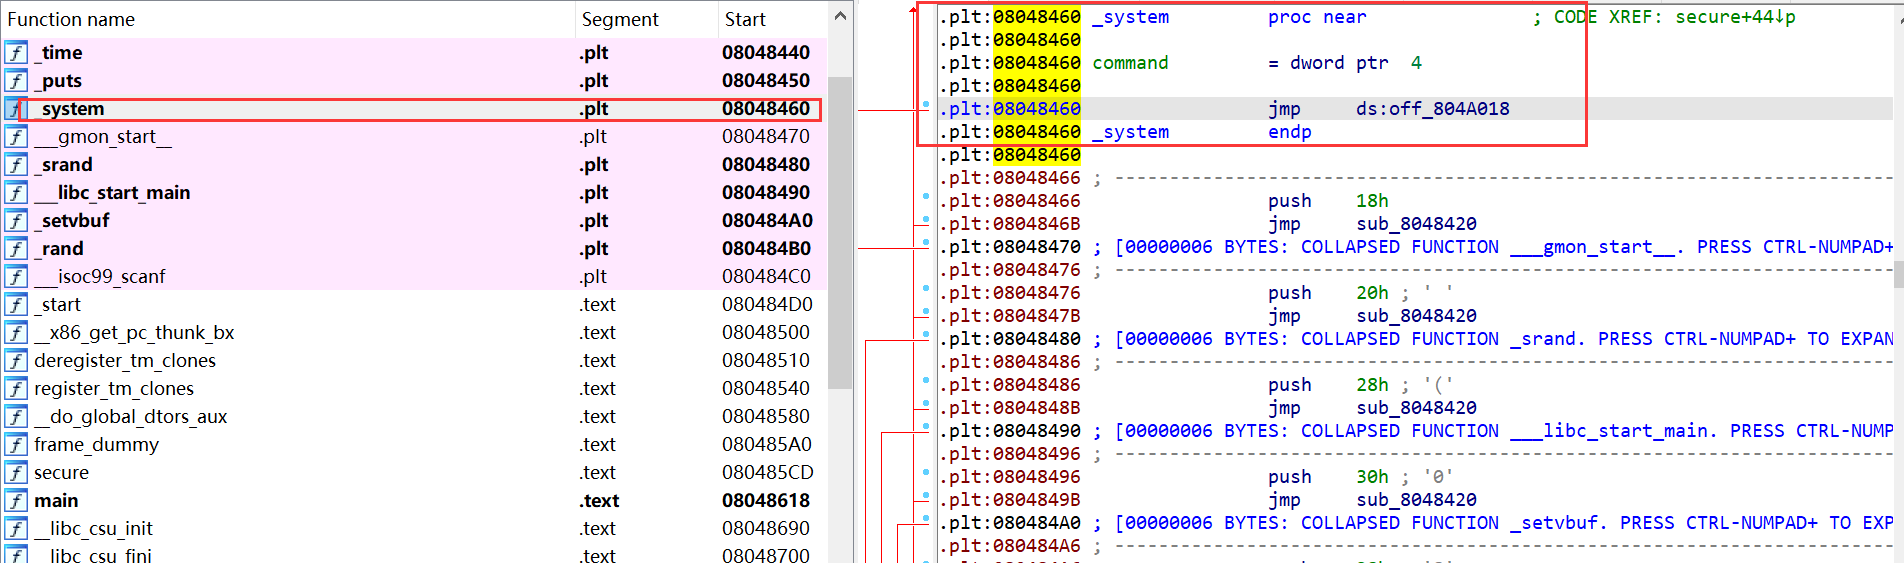 Function name Segment Start
_time .plt 08048440
_puts .plt 08048450
_system .plt 08048460
___gmon_start__ .plt 08048470
_srand .plt 08048480
___libc_start_main .plt 08048490
_setvbuf .plt 080484A0
_rand .plt 080484B0
___isoc99_scanf .plt 080484C0
_start .text 080484D0
__x86_get_pc_thunk_bx .text 08048500
deregister_tm_clones .text 08048510
register_tm_clones .text 08048540
__do_global_dtors_aux .text 08048580
frame_dummy .text 080485A0
secure .text 080485CD
main .text 08048618
__libc_csu_init .text 08048690
__libc_csu_fini .text 08048700
.plt:08048460 _system proc near ; CODE XREF: secure+44↓p
.plt:08048460
.plt:08048460 command = dword ptr 4
.plt:08048460
.plt:08048460 jmp ds:off_804A018
.plt:08048460 _system endp
.plt:08048460
.plt:08048466 ; ---------------------------------------------------------------------------
.plt:08048466 push 18h
.plt:0804846B jmp sub_8048420
.plt:08048470 ; [00000006 BYTES: COLLAPSED FUNCTION ___gmon_start__. PRESS CTRL-NUMPAD+
.plt:08048476 ; ---------------------------------------------------------------------------
.plt:08048476 push 20h ; ' '
.plt:0804847B jmp sub_8048420
.plt:08048480 ; [00000006 BYTES: COLLAPSED FUNCTION _srand. PRESS CTRL-NUMPAD+ TO EXPAN
.plt:08048486 ; ---------------------------------------------------------------------------
.plt:08048486 push 28h ; '('
.plt:0804848B jmp sub_8048420
.plt:08048490 ; [00000006 BYTES: COLLAPSED FUNCTION ___libc_start_main. PRESS CTRL-NUMP
.plt:08048496 ; ---------------------------------------------------------------------------
.plt:08048496 push 30h ; '0'
.plt:0804849B jmp sub_8048420
.plt:080484A0 ; [00000006 BYTES: COLLAPSED FUNCTION _setvbuf. PRESS CTRL-NUMPAD+ TO EXP
.plt:080484A6 ; ---------------------------------------------------------------------------